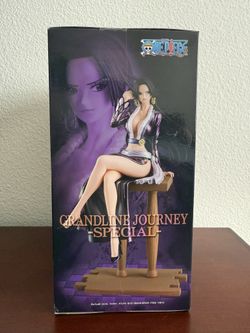 ONE PIECE
GRANDLINE JOURNEY
-SPECIAL-